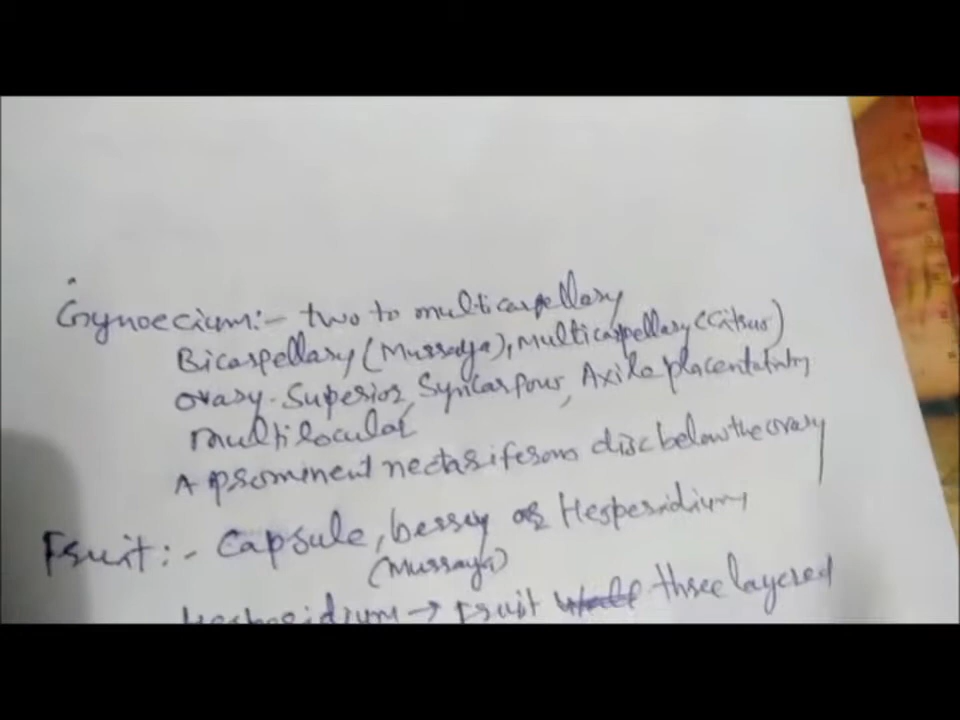 Gynoecium:- two to multicarpellary
Bicarpellary (Murraya), Multicarpellary (Citrus)
ovary. Superior, Syncarpous, Axile placentation,
multilocular
A prominent nectariferous disc below the ovary
Fruit:- Capsule, berry or Hesperidium,
(Murraya)
Hesperidium → Fruit three layered